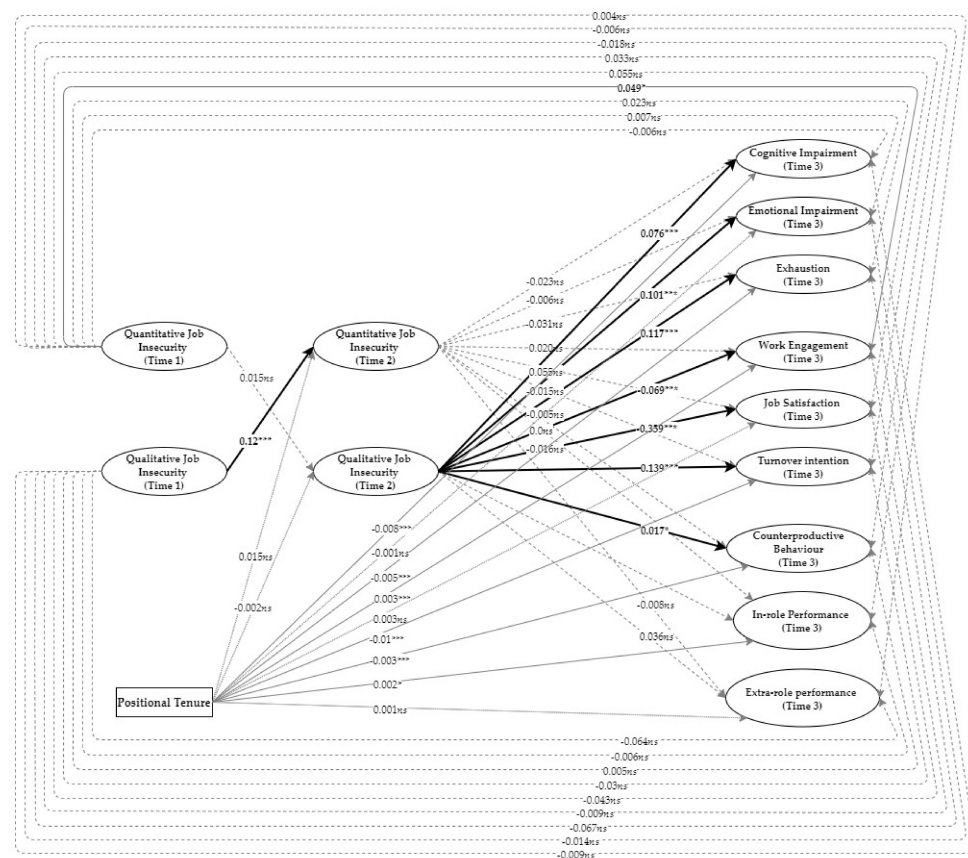 0.004ns
-0.006ns
-0.018ns
0.033ns
0.055ns
0.049*
0.023ns
0.007ns
-0.006ns
Cognitive Impairment
(Time 3)
Emotional Impairment
(Time 3)
0.076***
Exhaustion
(Time 3)
-0.023ns
0.101***
-0.006ns
0.117***
-0.031ns
Quantitative Job
Insecurity
(Time 1)
Quantitative Job
Insecurity
(Time 2)
0.020ns
Work Engagement
(Time 3)
0.055ns
0.015ns
-0.015ns
-0.069***
-0.005ns
Job Satisfaction
(Time 3)
0.12***
0.0ns
-0.359***
-0.016ns
Qualitative Job
Insecurity
(Time 1)
Qualitative Job
Insecurity
(Time 2)
0.139***
Turnover intention
(Time 3)
-0.008***
0.017*
Counterproductive
Behaviour
(Time 3)
0.015ns
-0.001ns
-0.005***
0.003***
-0.002ns
-0.008ns
In-role Performance
(Time 3)
0.003ns
-0.01***
0.036ns
-0.003***
0.002*
Positional Tenure
0.001ns
Extra-role performance
(Time 3)
-0.064ns
-0.006ns
0.005ns
-0.03ns
-0.043ns
-0.009ns
-0.067ns
-0.014ns
-0.009ns